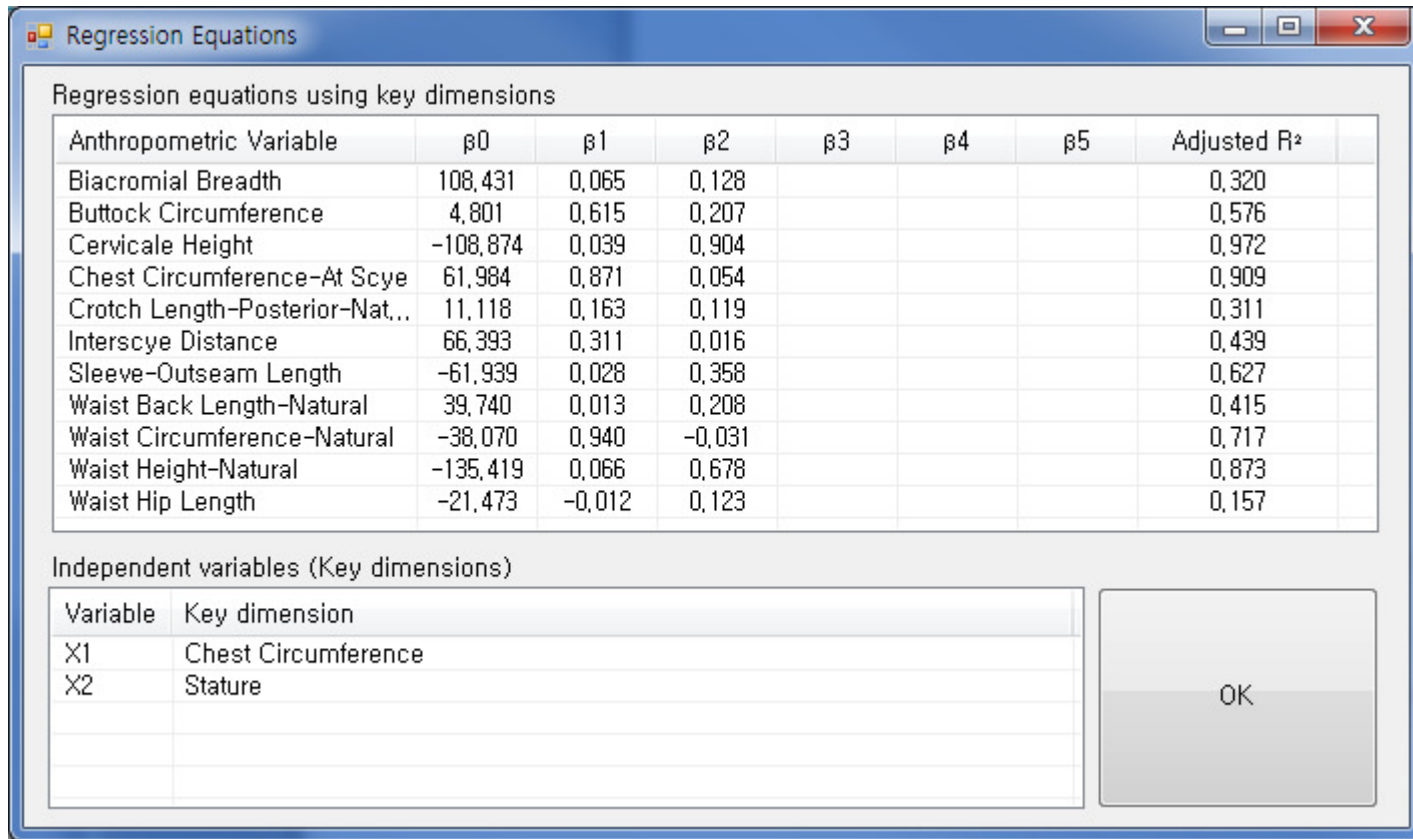 Regression Equations
Regression equations using key dimensions
Anthropometric Variable β0 β1 β2 β3 β4 β5 Adjusted R²
Biacromial Breadth 108,431 0,065 0,128 0,320
Buttock Circumference 4,801 0,615 0,207 0,576
Cervicale Height -108,874 0,039 0,904 0,972
Chest Circumference-At Scye 61,984 0,871 0,054 0,909
Crotch Length-Posterior-Nat,,, 11,118 0,163 0,119 0,311
Interscye Distance 66,393 0,311 0,016 0,439
Sleeve-Outseam Length -61,939 0,028 0,358 0,627
Waist Back Length-Natural 39,740 0,013 0,208 0,415
Waist Circumference-Natural -38,070 0,940 -0,031 0,717
Waist Height-Natural -135,419 0,066 0,678 0,873
Waist Hip Length -21,473 -0,012 0,123 0,157
Independent variables (Key dimensions)
Variable Key dimension
X1 Chest Circumference
X2 Stature
OK